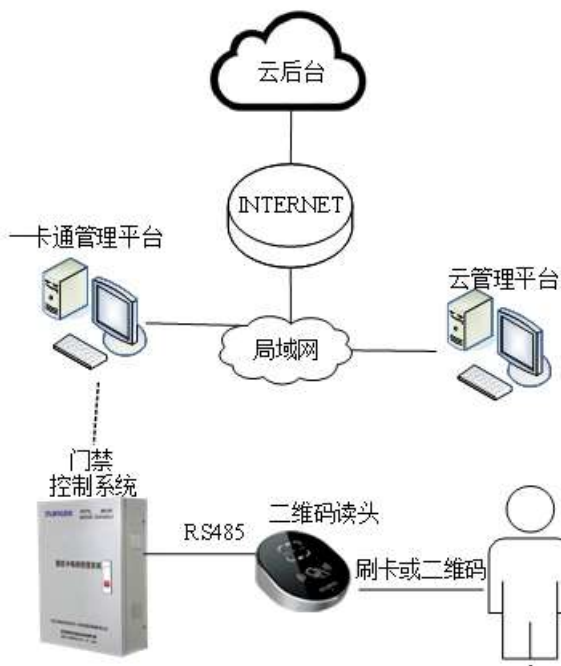 云后台
INTERNET
一卡通管理平台
云管理平台
局域网
门禁
控制系统
RS485
二维码读头
刷卡或二维码